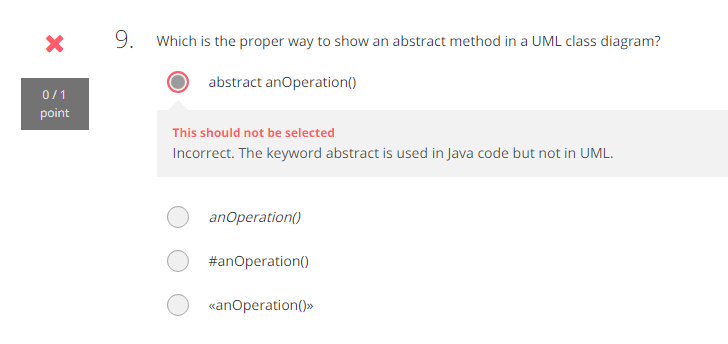 9. Which is the proper way to show an abstract method in a UML class diagram?
0 / 1
point
abstract anOperation()
This should not be selected
Incorrect. The keyword abstract is used in Java code but not in UML.
anOperation()
#anOperation()
«anOperation()»